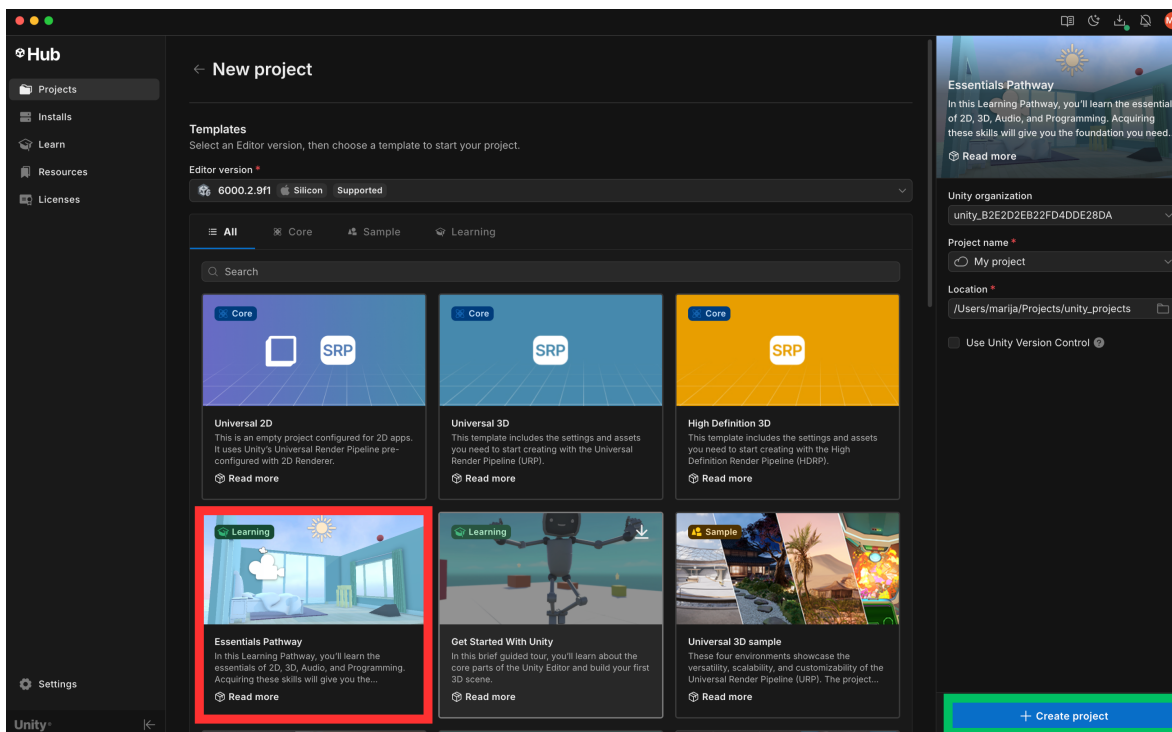 Hub
Projects
Installs
Learn
Resources
Licenses
Settings
Unity
← New project
Templates
Select an Editor version, then choose a template to start your project.
Editor version *
6000.2.9f1 Silicon Supported
All Core Sample Learning
Search
Core
SRP
Universal 2D
This is an empty project configured for 2D apps.
It uses Unity's Universal Render Pipeline pre-
configured with 2D Renderer.
Read more
Core
SRP
Universal 3D
This template includes the settings and assets
you need to start creating with the Universal
Render Pipeline (URP).
Read more
Core
SRP
High Definition 3D
This template includes the settings and assets
you need to start creating with the High
Definition Render Pipeline (HDRP).
Read more
Learning
Essentials Pathway
In this Learning Pathway, you'll learn the
essentials of 2D, 3D, Audio, and Programming.
Acquiring these skills will give you the...
Read more
Learning
Get Started With Unity
In this brief guided tour, you'll learn about the
core parts of the Unity Editor and build your first
3D scene.
Read more
Sample
Universal 3D sample
These four environments showcase the
versatility, scalability, and customizability of the
Universal Render Pipeline (URP). The project...
Read more
Essentials Pathway
In this Learning Pathway, you'll learn the essential
of 2D, 3D, Audio, and Programming. Acquiring
these skills will give you the foundation you need...
Read more
Unity organization
unity_B2E2D2EB22FD4DDE28DA
Project name *
My project
Location *
/Users/marija/Projects/unity_projects
Use Unity Version Control ?
+ Create project